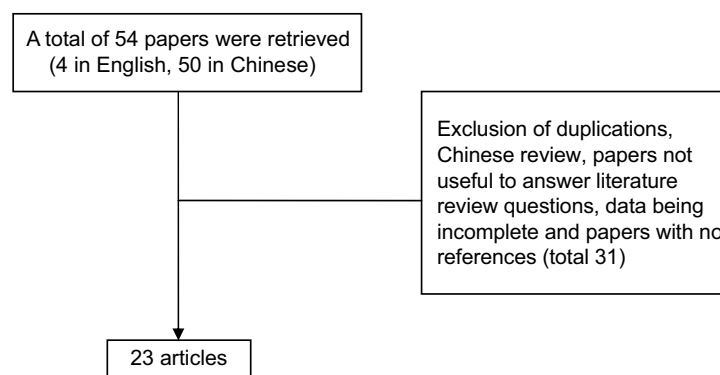 A total of 54 papers were retrieved
(4 in English, 50 in Chinese)
Exclusion of duplications,
Chinese review, papers not
useful to answer literature
review questions, data being
incomplete and papers with no
references (total 31)
23 articles